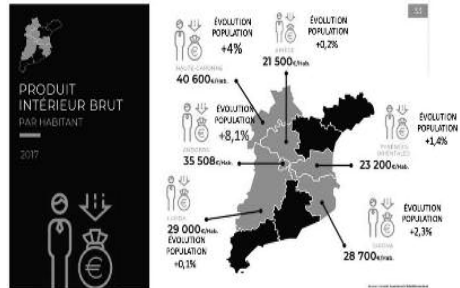 53
PRODUIT
INTÉRIEUR BRUT
PAR HABITANT
2017
ÉVOLUTION
POPULATION
+4%
HAUTE-GARONNE
40 600€/Hab.
ÉVOLUTION
POPULATION
+0,2%
ARIÈGE
21 500€/Hab.
ÉVOLUTION
POPULATION
+8,1%
ANDORRE
35 508€/Hab.
ÉVOLUTION
POPULATION
+1,4%
PYRÉNÉES
ORIENTALES
23 200€/Hab.
29 000€/Hab.
ÉVOLUTION
POPULATION
+0,1%
ÉVOLUTION
POPULATION
+2,3%
28 700€/Hab.